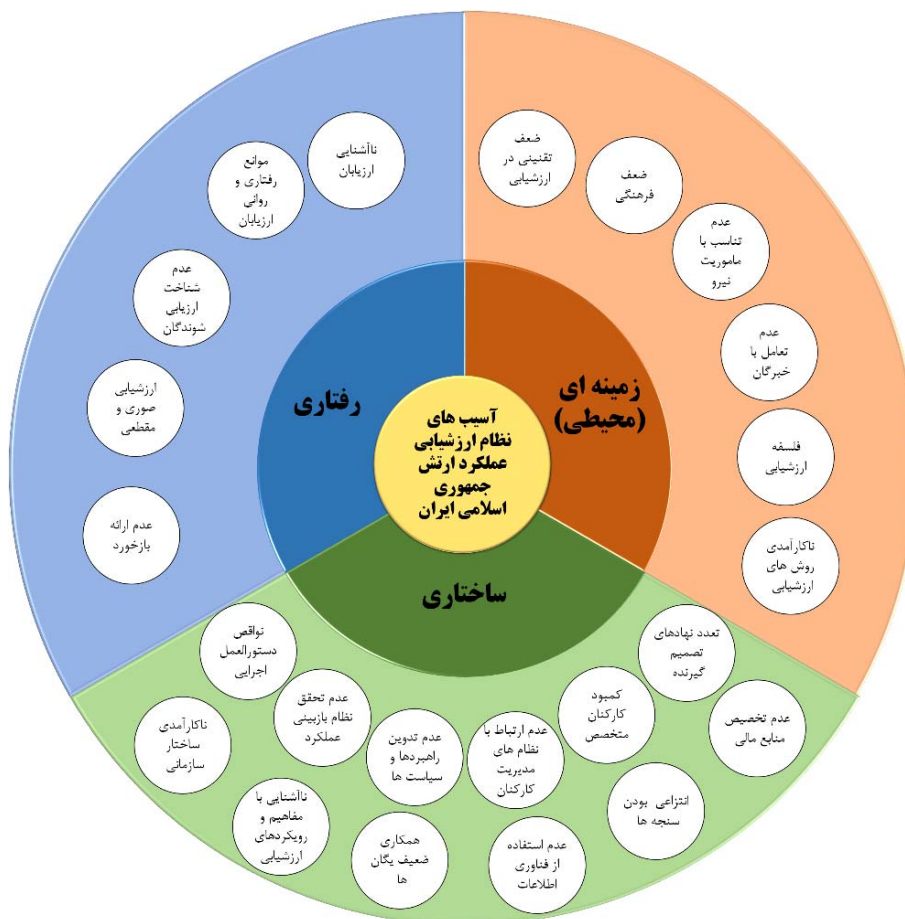 آسیب های
نظام ارزشیابی
عملکرد ارتش
جمهوری
اسلامی ایران
زمینه ای
(محیطی)
ضعف
تقنینی در
ارزشیابی
ضعف
فرهنگی
عدم
تناسب با
ماموریت
نیرو
عدم
تعامل با
خبرگان
فلسفه
ارزشیابی
ناکارآمدی
روش های
ارزشیابی
رفتاری
ناآشنایی
ارزیابان
موانع
رفتاری و
روانی
ارزیابان
عدم
شناخت
ارزیابی
شوندگان
ارزشیابی
صوری و
مقطعی
عدم ارائه
بازخورد
ساختاری
تعدد نهادهای
تصمیم
گیرنده
عدم تخصیص
منابع مالی
کمبود
کارکنان
متخصص
انتزاعی بودن
سنجه ها
عدم ارتباط با
نظام های
مدیریت
کارکنان
عدم استفاده
از فناوری
اطلاعات
عدم تدوین
راهبردها و
سیاست ها
همکاری
ضعیف یگان
ها
عدم تحقق
نظام بازبینی
عملکرد
ناآشنایی با
مفاهیم و
رویکردهای
ارزشیابی
نواقص
دستورالعمل
اجرایی
ناکارآمدی
ساختار
سازمانی